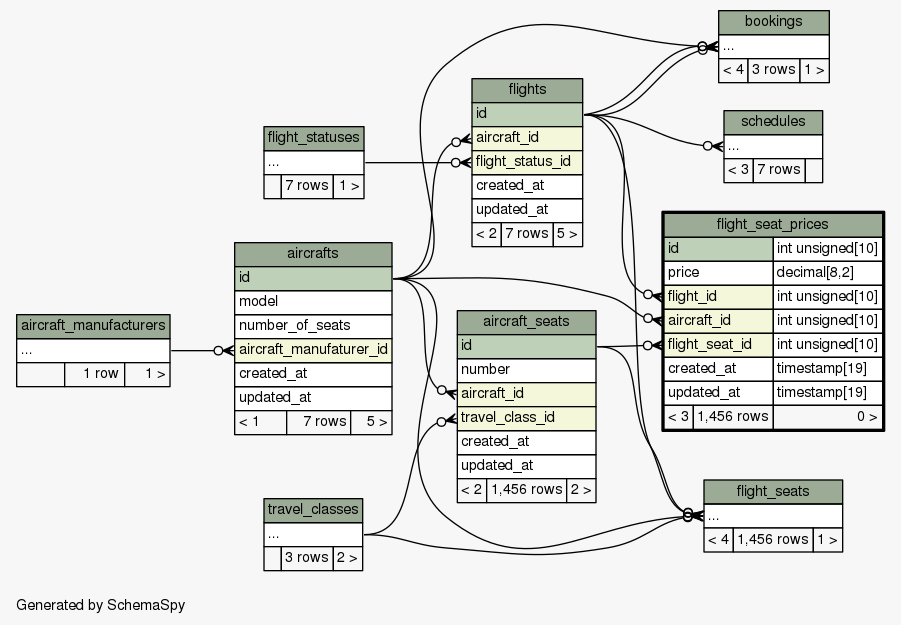 bookings
...
< 4 3 rows 1 >
flights
id
aircraft_id
flight_status_id
created_at
updated_at
< 2 7 rows 5 >
schedules
...
< 3 7 rows
flight_statuses
...
7 rows 1 >
flight_seat_prices
id int unsigned[10]
price decimal[8,2]
flight_id int unsigned[10]
aircraft_id int unsigned[10]
flight_seat_id int unsigned[10]
created_at timestamp[19]
updated_at timestamp[19]
< 3 1,456 rows 0 >
aircrafts
id
model
number_of_seats
aircraft_manufaturer_id
created_at
updated_at
< 1 7 rows 5 >
aircraft_manufacturers
...
1 row 1 >
aircraft_seats
id
number
aircraft_id
travel_class_id
created_at
updated_at
< 2 1,456 rows 2 >
flight_seats
...
< 4 1,456 rows 1 >
travel_classes
...
3 rows 2 >
Generated by SchemaSpy